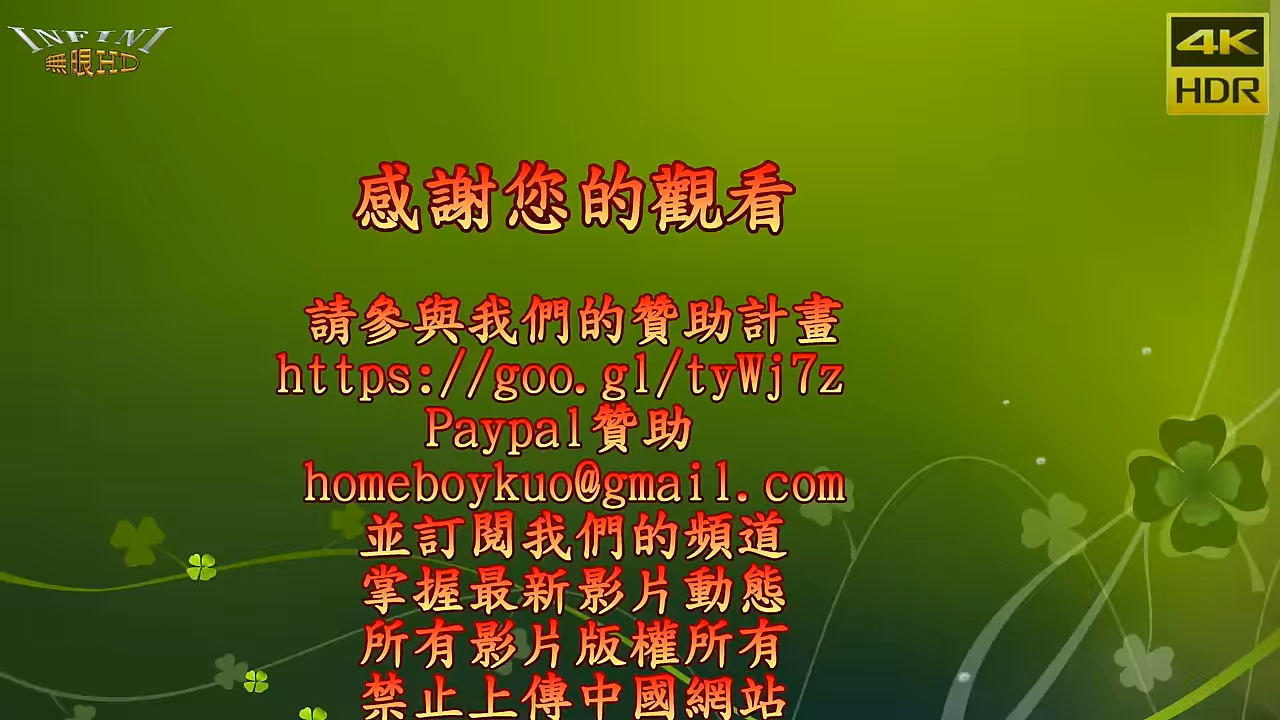 INFINI
無限HD
4K
HDR
感謝您的觀看
請參與我們的贊助計畫
https://goo.gl/tyWj7z
Paypal贊助
homeboykuo@gmail.com
並訂閱我們的頻道
掌握最新影片動態
所有影片版權所有
禁止上傳中國網站